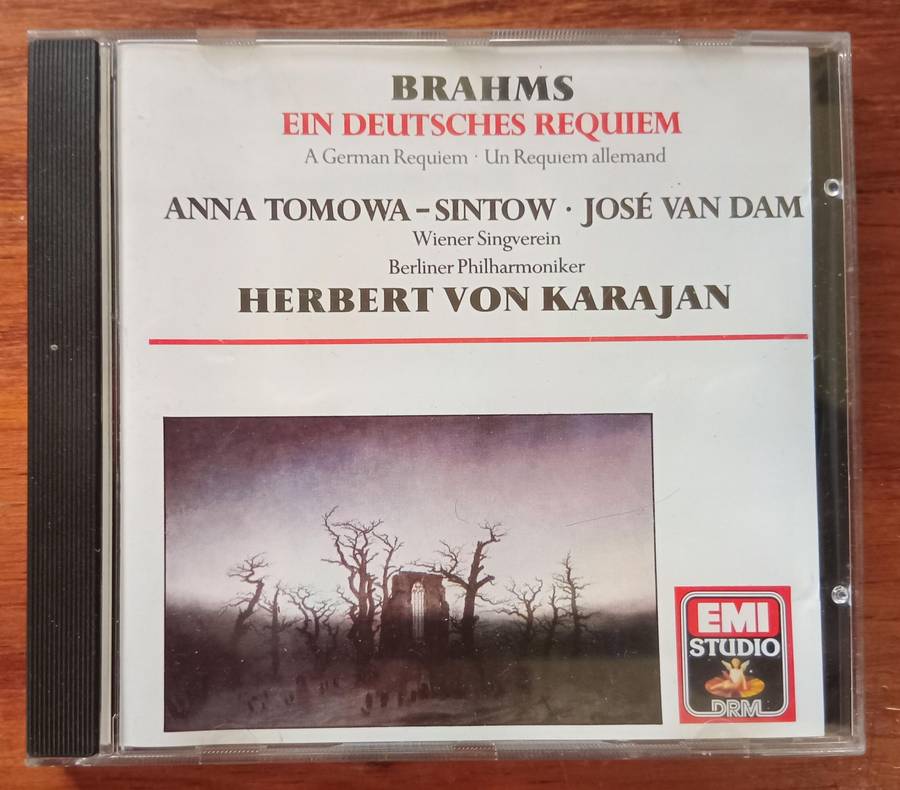 BRAHMS
EIN DEUTSCHES REQUIEM
A German Requiem · Un Requiem allemand
ANNA TOMOWA-SINTOW · JOSÉ VAN DAM
Wiener Singverein
Berliner Philharmoniker
HERBERT VON KARAJAN
EMI
STUDIO
DRM